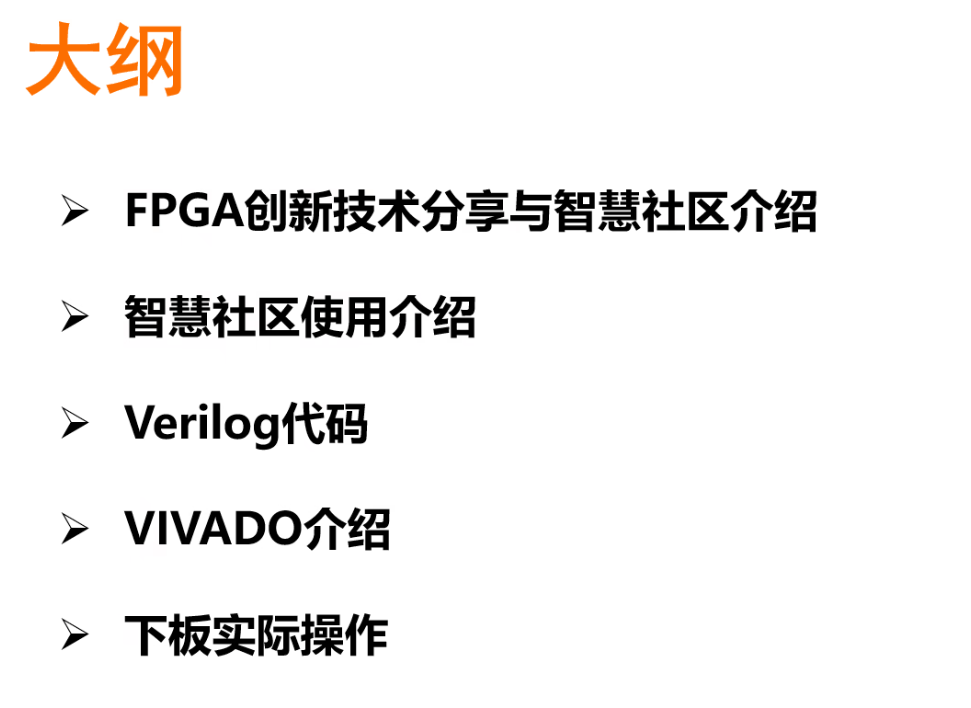 大纲
FPGA创新技术分享与智慧社区介绍
智慧社区使用介绍
Verilog代码
VIVADO介绍
下板实际操作